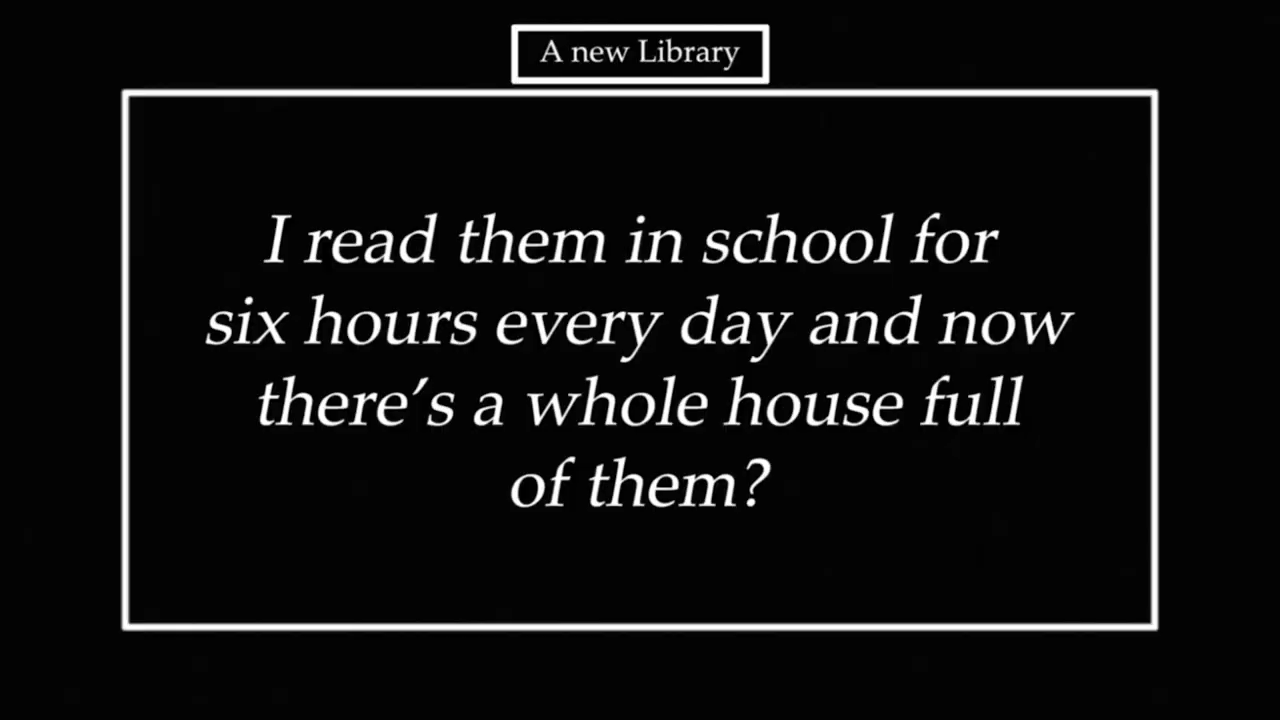 A new Library
I read them in school for
six hours every day and now
there's a whole house full
of them?